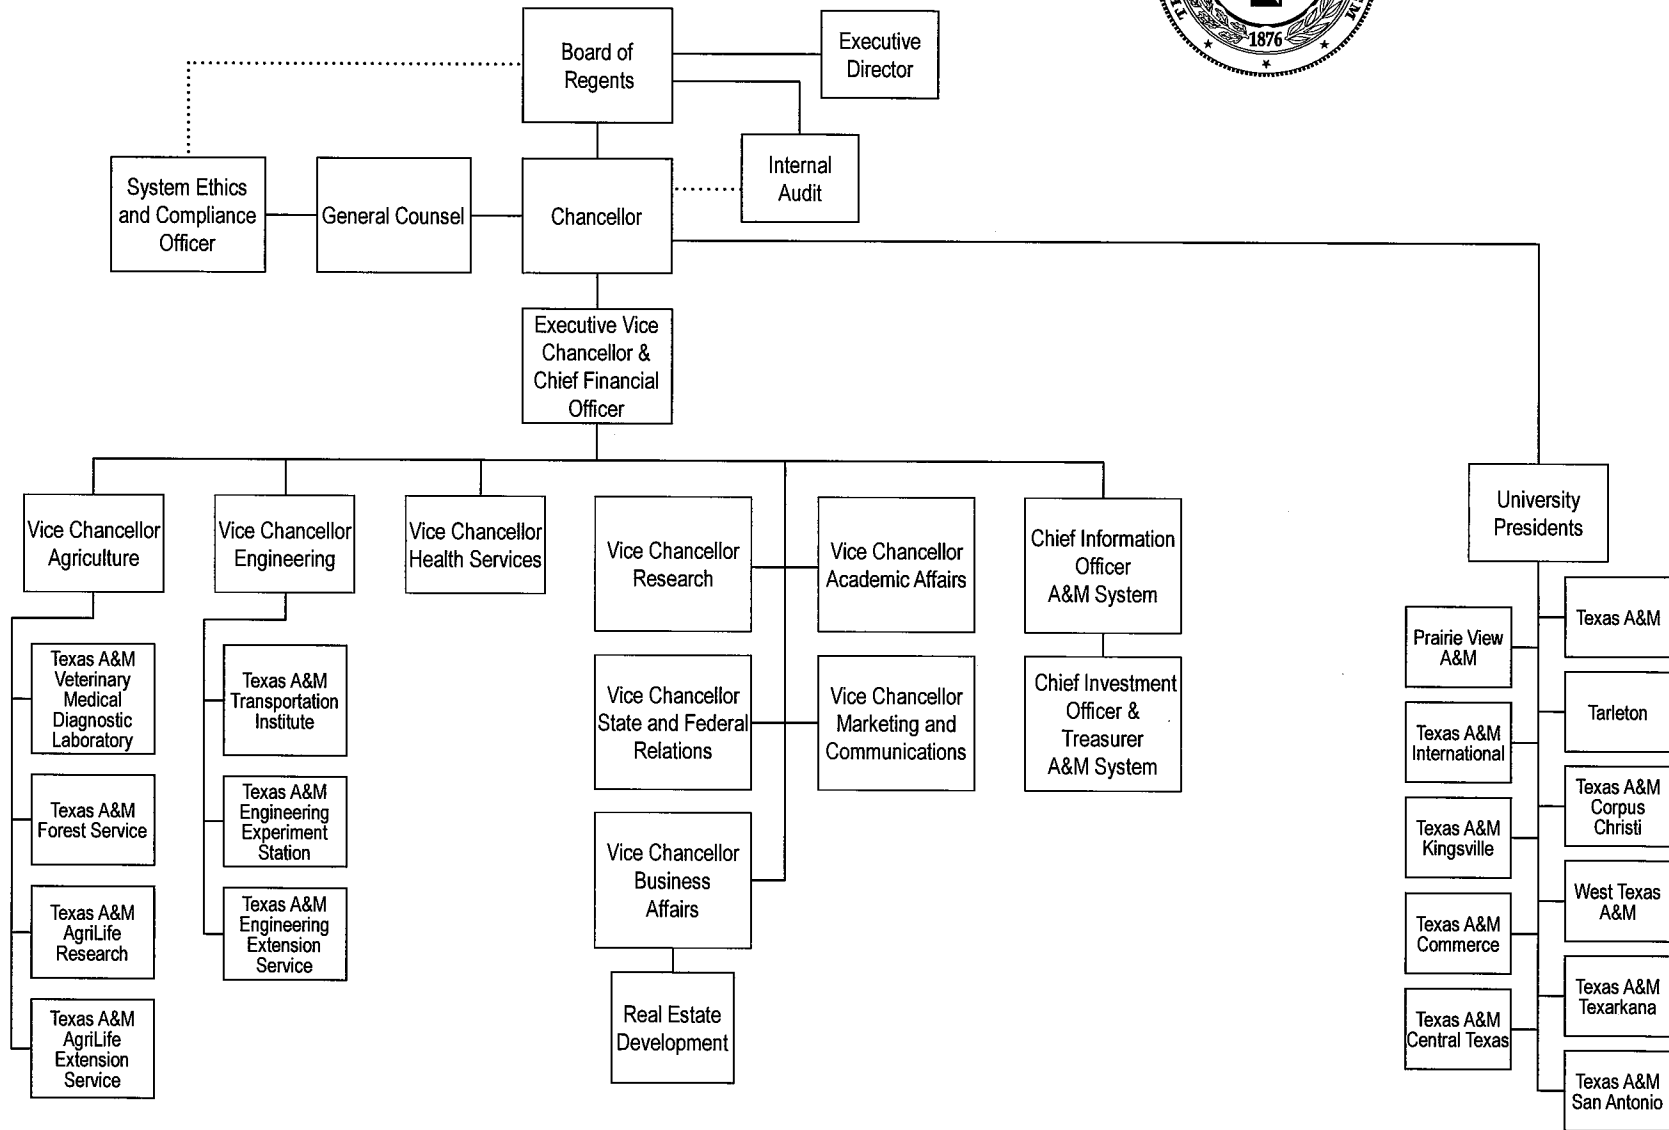 1876
Board of
Regents
Executive
Director
Internal
Audit
System Ethics
and Compliance
Officer
General Counsel
Chancellor
Executive Vice
Chancellor &
Chief Financial
Officer
Vice Chancellor
Agriculture
Vice Chancellor
Engineering
Vice Chancellor
Health Services
Vice Chancellor
Research
Vice Chancellor
Academic Affairs
Chief Information
Officer
A&M System
University
Presidents
Texas A&M
Veterinary
Medical
Diagnostic
Laboratory
Texas A&M
Forest Service
Texas A&M
AgriLife
Research
Texas A&M
AgriLife
Extension
Service
Texas A&M
Transportation
Institute
Texas A&M
Engineering
Experiment
Station
Texas A&M
Engineering
Extension
Service
Vice Chancellor
State and Federal
Relations
Vice Chancellor
Marketing and
Communications
Chief Investment
Officer &
Treasurer
A&M System
Vice Chancellor
Business
Affairs
Real Estate
Development
Prairie View
A&M
Texas A&M
International
Texas A&M
Kingsville
Texas A&M
Commerce
Texas A&M
Central Texas
Texas A&M
Tarleton
Texas A&M
Corpus
Christi
West Texas
A&M
Texas A&M
Texarkana
Texas A&M
San Antonio